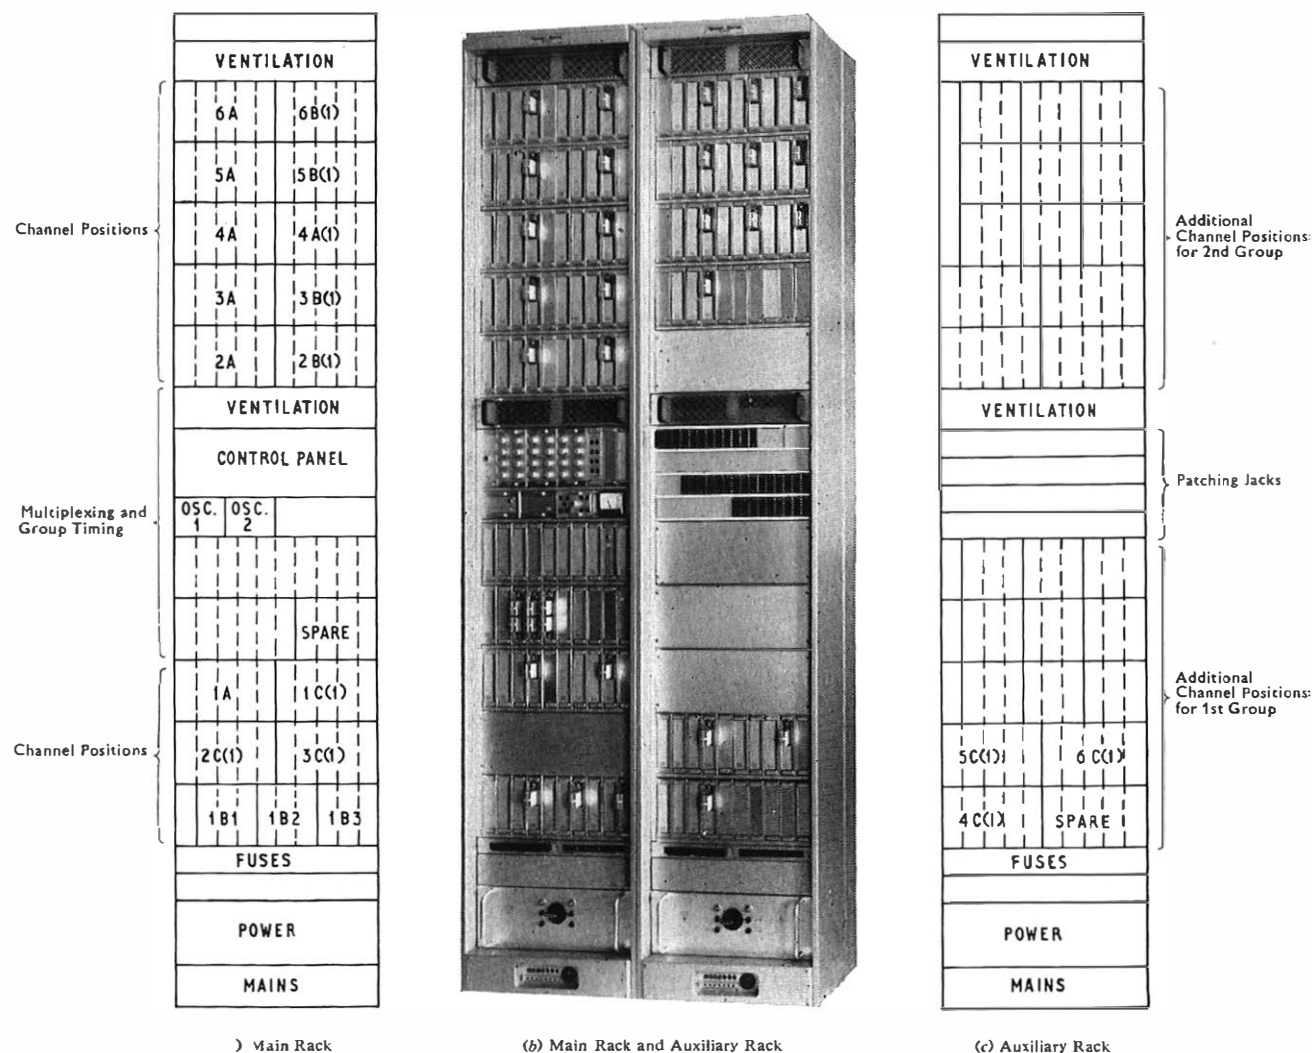 VENTILATION
6A 6B(1)
5A 5B(1)
4A 4A(1)
3A 3B(1)
2A 2B(1)
VENTILATION
CONTROL PANEL
OSC. 1 OSC. 2
SPARE
1A 1C(1)
2C(1) 3C(1)
1B1 1B2 1B3
FUSES
POWER
MAINS
Channel Positions
Multiplexing and
Group Timing
Channel Positions
) Main Rack
(b) Main Rack and Auxiliary Rack
VENTILATION
VENTILATION
5C(1) 6C(1)
4C(1) SPARE
FUSES
POWER
MAINS
Additional
Channel Positions
for 2nd Group
Patching Jacks
Additional
Channel Positions
for 1st Group
(c) Auxiliary Rack